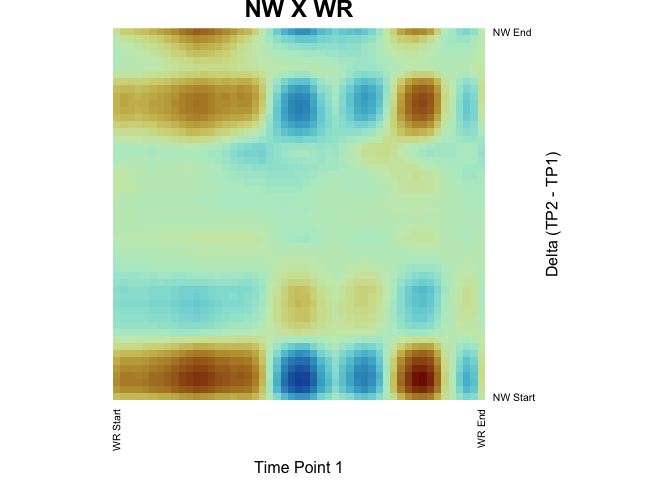 NW X WR
NW End
Delta (TP2 - TP1)
NW Start
WR Start
WR End
Time Point 1